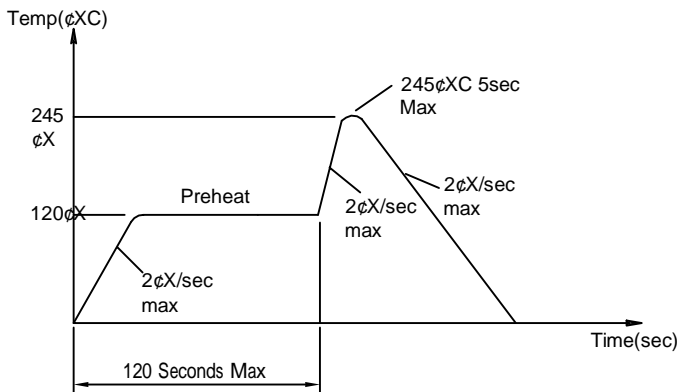 Temp(¢XC)
245¢XC 5sec
Max
245
¢X
Preheat
2¢X/sec
max
120¢X
2¢X/sec
max
2¢X/sec
max
Time(sec)
120 Seconds Max